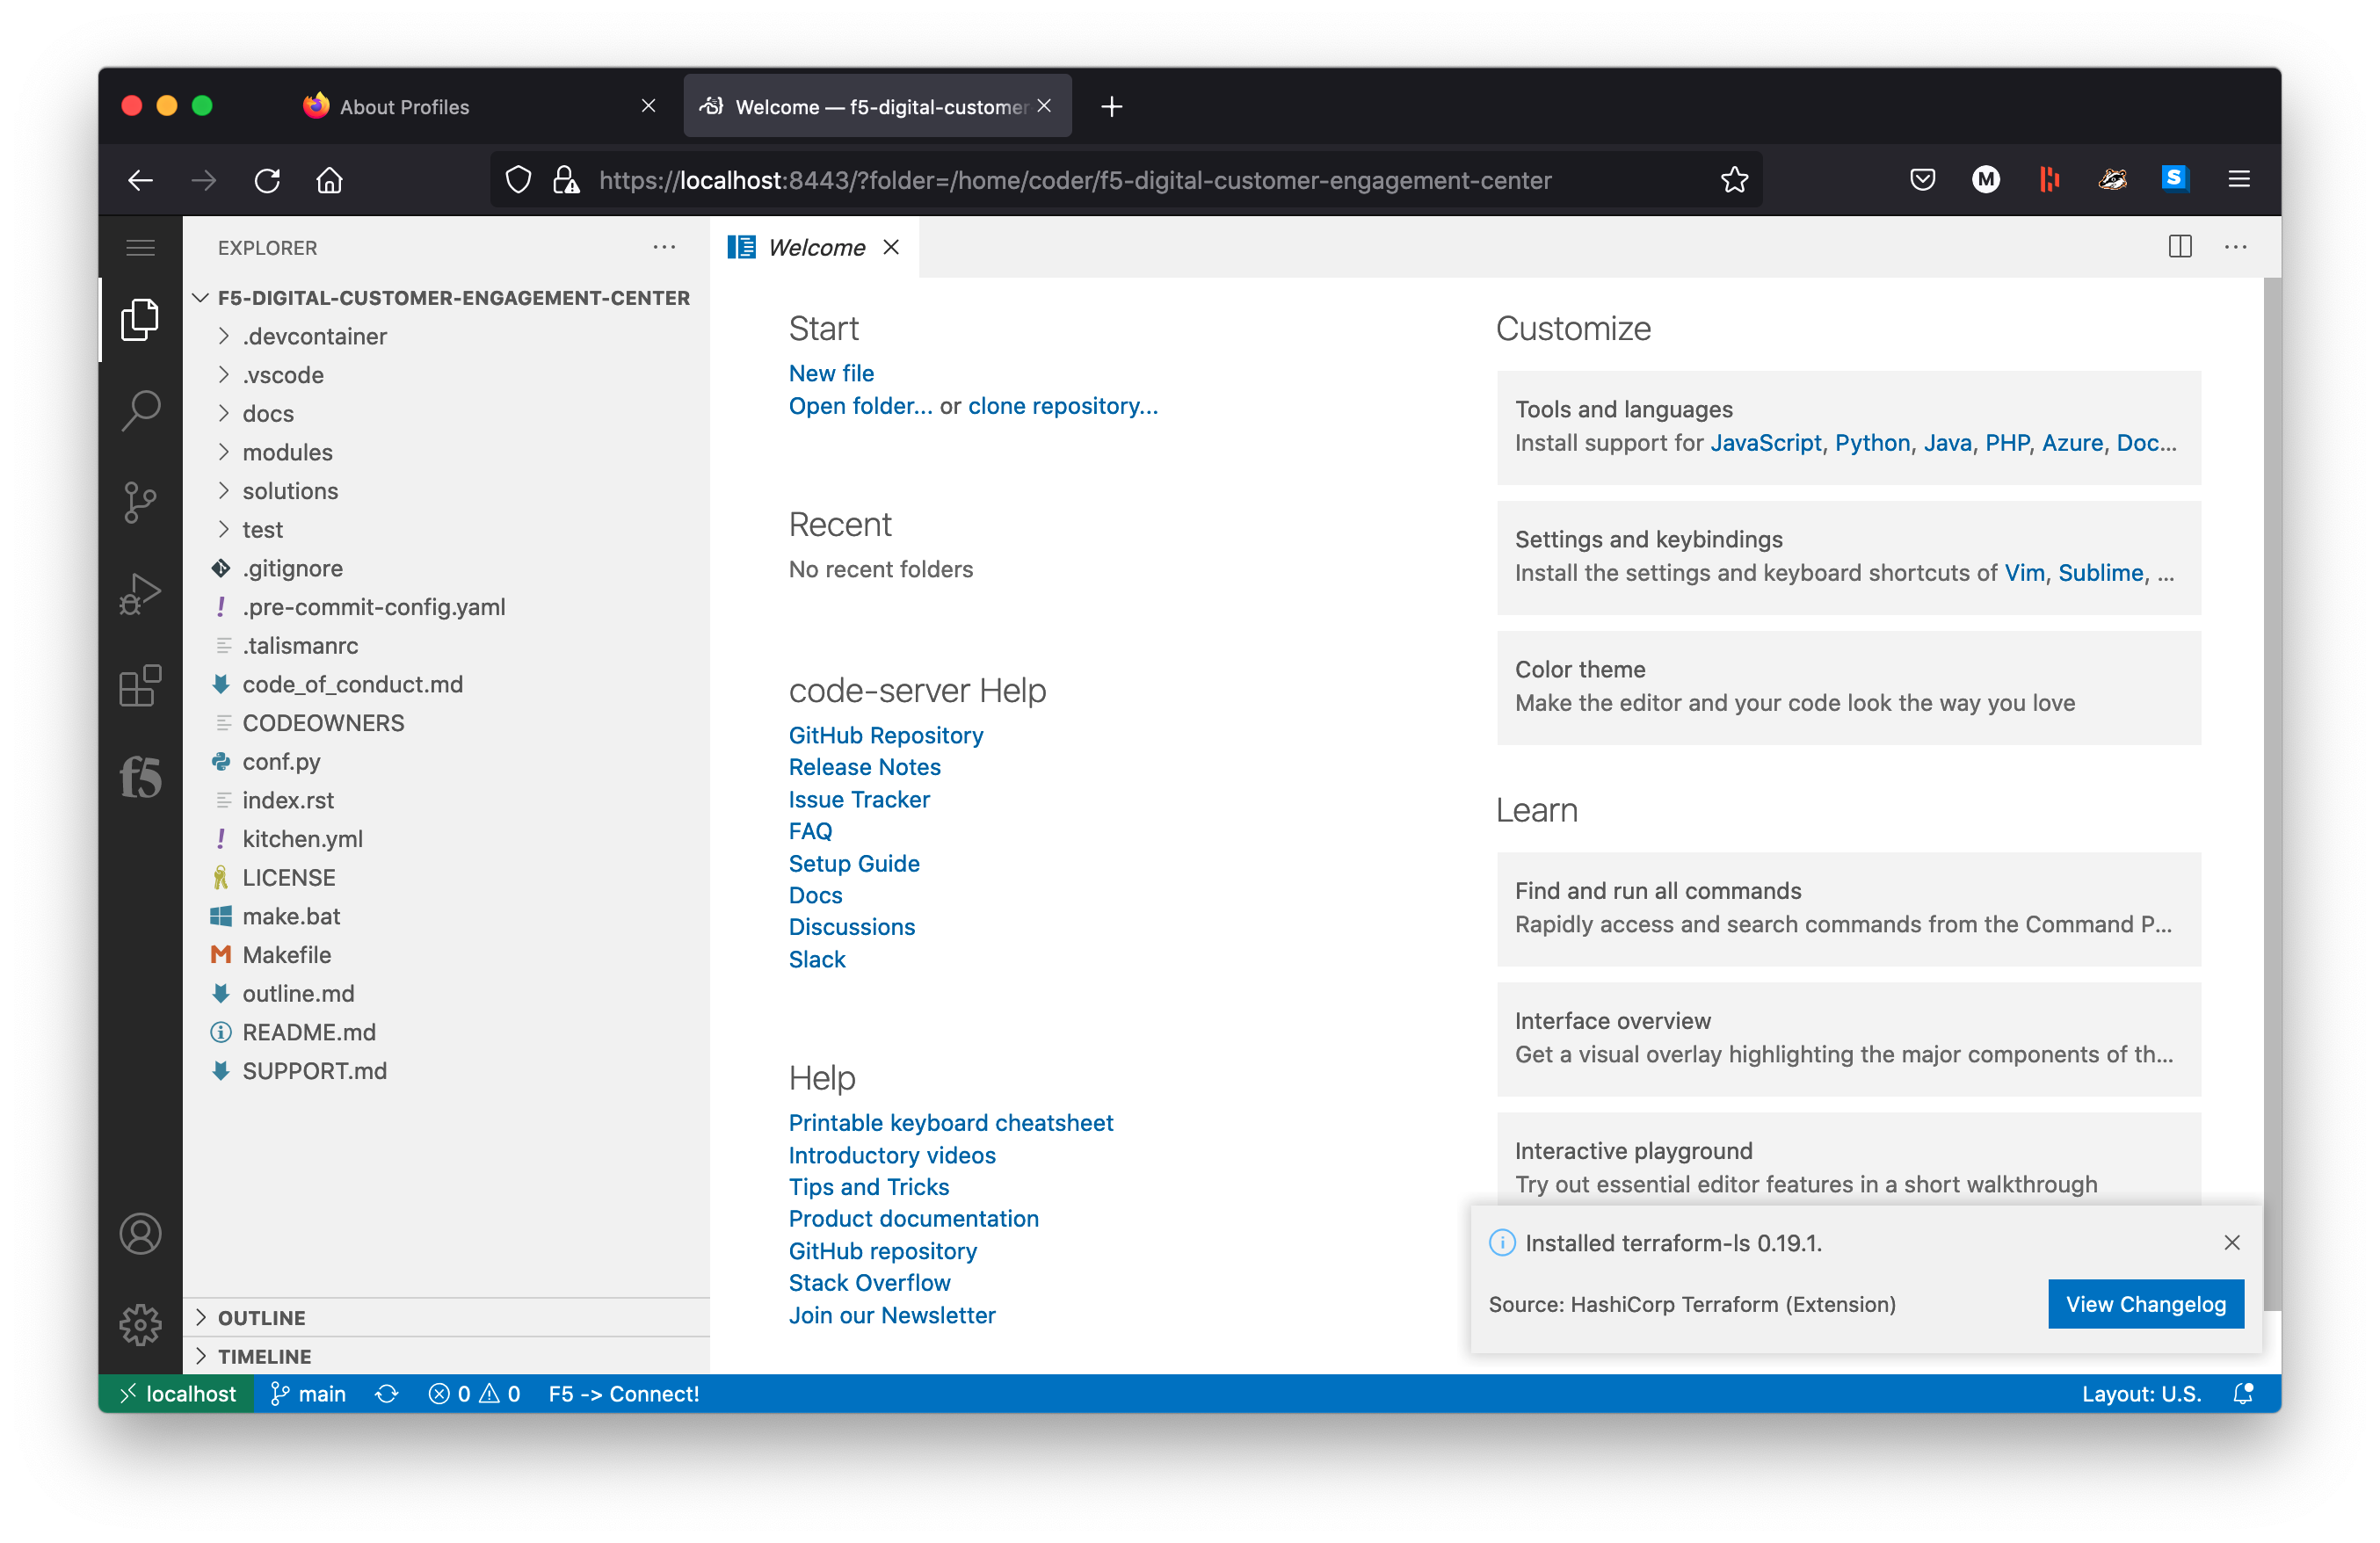 About Profiles
Welcome — f5-digital-customer
https://localhost:8443/?folder=/home/coder/f5-digital-customer-engagement-center
M
S
EXPLORER
F5-DIGITAL-CUSTOMER-ENGAGEMENT-CENTER
.devcontainer
.vscode
docs
modules
solutions
test
.gitignore
! .pre-commit-config.yaml
.talismanrc
code_of_conduct.md
CODEOWNERS
conf.py
index.rst
! kitchen.yml
LICENSE
make.bat
M Makefile
outline.md
README.md
SUPPORT.md
OUTLINE
TIMELINE
f5
Welcome
Start
New file
Open folder... or clone repository...
Recent
No recent folders
code-server Help
GitHub Repository
Release Notes
Issue Tracker
FAQ
Setup Guide
Docs
Discussions
Slack
Help
Printable keyboard cheatsheet
Introductory videos
Tips and Tricks
Product documentation
GitHub repository
Stack Overflow
Join our Newsletter
Customize
Tools and languages
Install support for JavaScript, Python, Java, PHP, Azure, Doc...
Settings and keybindings
Install the settings and keyboard shortcuts of Vim, Sublime, ...
Color theme
Make the editor and your code look the way you love
Learn
Find and run all commands
Rapidly access and search commands from the Command P...
Interface overview
Get a visual overlay highlighting the major components of th...
Interactive playground
Try out essential editor features in a short walkthrough
Installed terraform-ls 0.19.1.
Source: HashiCorp Terraform (Extension)
View Changelog
localhost
main
0
0
F5 -> Connect!
Layout: U.S.